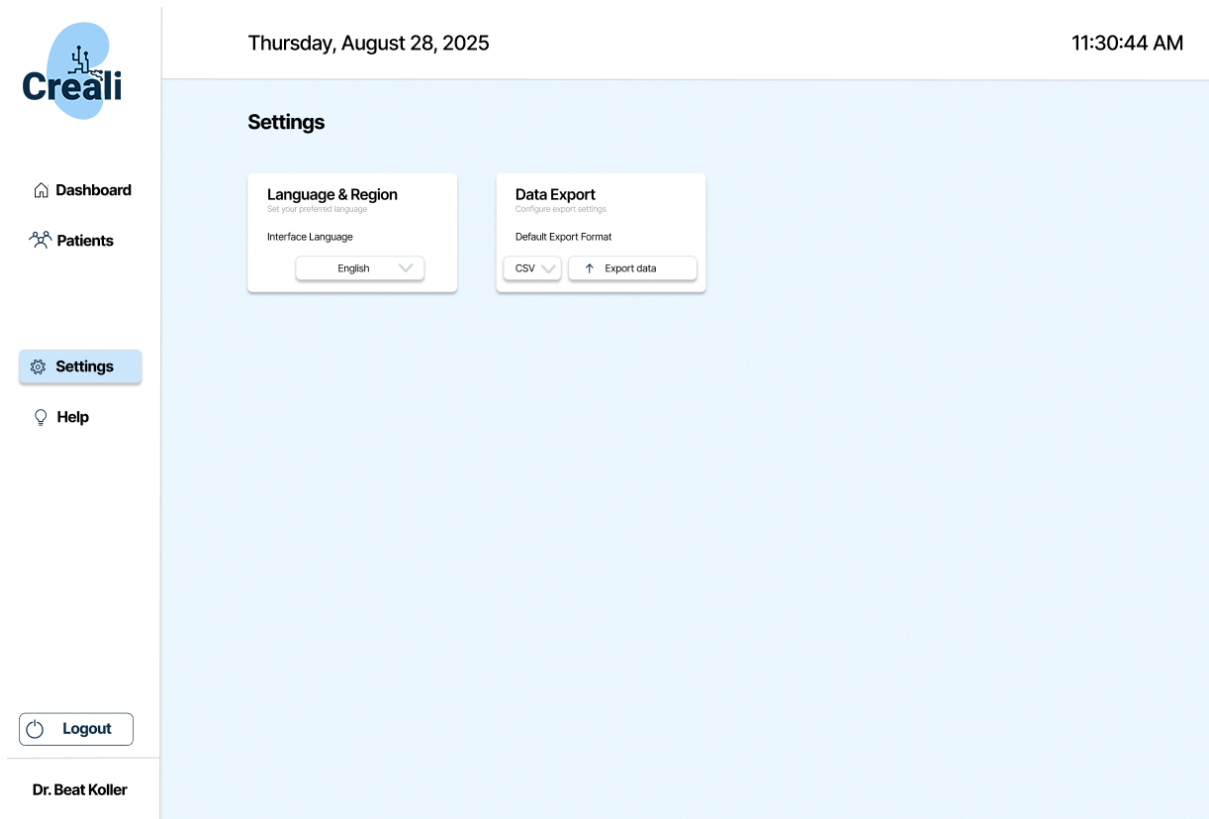 Creali
Thursday, August 28, 2025
11:30:44 AM
Dashboard
Patients
Settings
Help
Logout
Dr. Beat Koller
Settings
Language & Region
Set your preferred language
Interface Language
English
Data Export
Configure export settings
Default Export Format
CSV
Export data